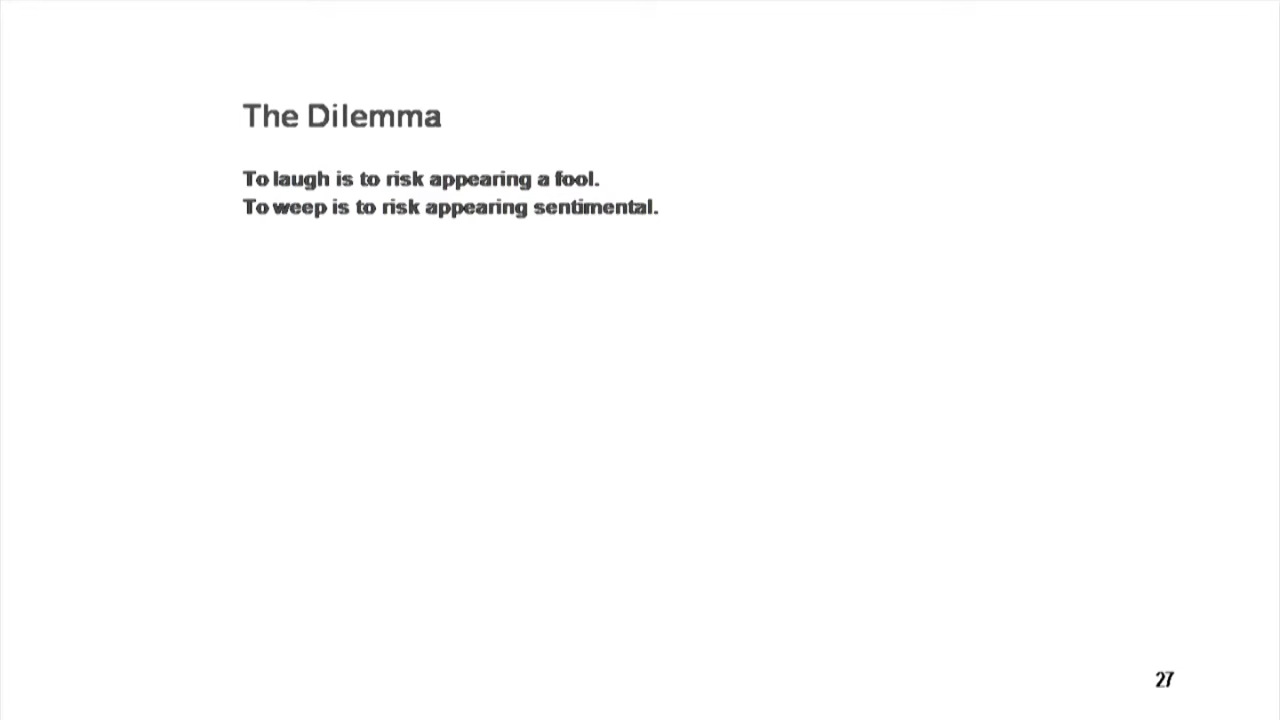 The Dilemma
To laugh is to risk appearing a fool.
To weep is to risk appearing sentimental.
27